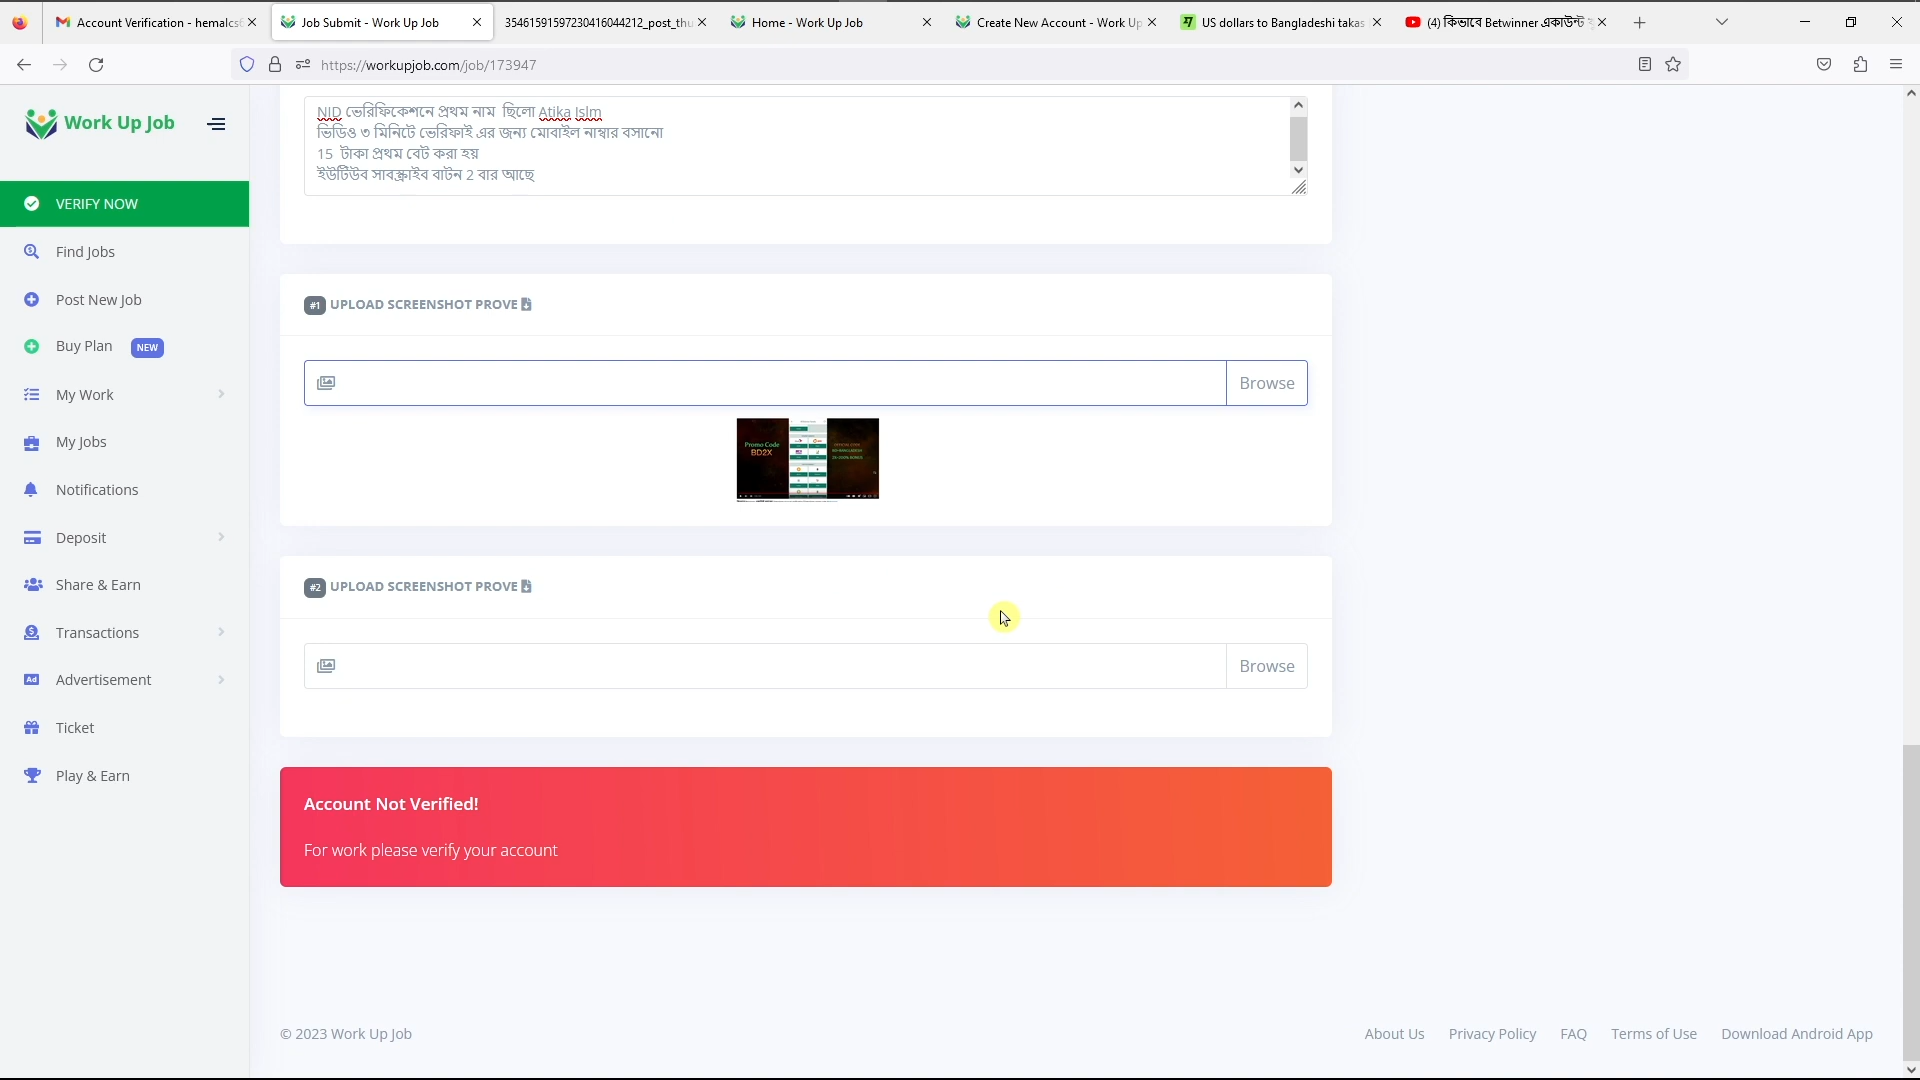 Account Verification - hemalcs
Job Submit - Work Up Job
35461591597230416044212_post_thu
Home - Work Up Job
Create New Account - Work Up
US dollars to Bangladeshi takas
(4) কিভাবে Betwinner একাউন্ট
https://workupjob.com/job/173947
Work Up Job
VERIFY NOW
Find Jobs
Post New Job
Buy Plan NEW
My Work
My Jobs
Notifications
Deposit
Share & Earn
Transactions
Ad Advertisement
Ticket
Play & Earn
NID ভেরিফিকেশনে প্রথম নাম ছিলো Atika Islm
ভিডিও ৩ মিনিটে ভেরিফাই এর জন্য মোবাইল নাম্বার বসানো
15 টাকা প্রথম বেট করা হয়
ইউটিউব সাবস্ক্রাইব বাটন 2 বার আছে
#1 UPLOAD SCREENSHOT PROVE
Browse
Promo Code
BD2X
#2 UPLOAD SCREENSHOT PROVE
Browse
Account Not Verified!
For work please verify your account
© 2023 Work Up Job
About Us
Privacy Policy
FAQ
Terms of Use
Download Android App